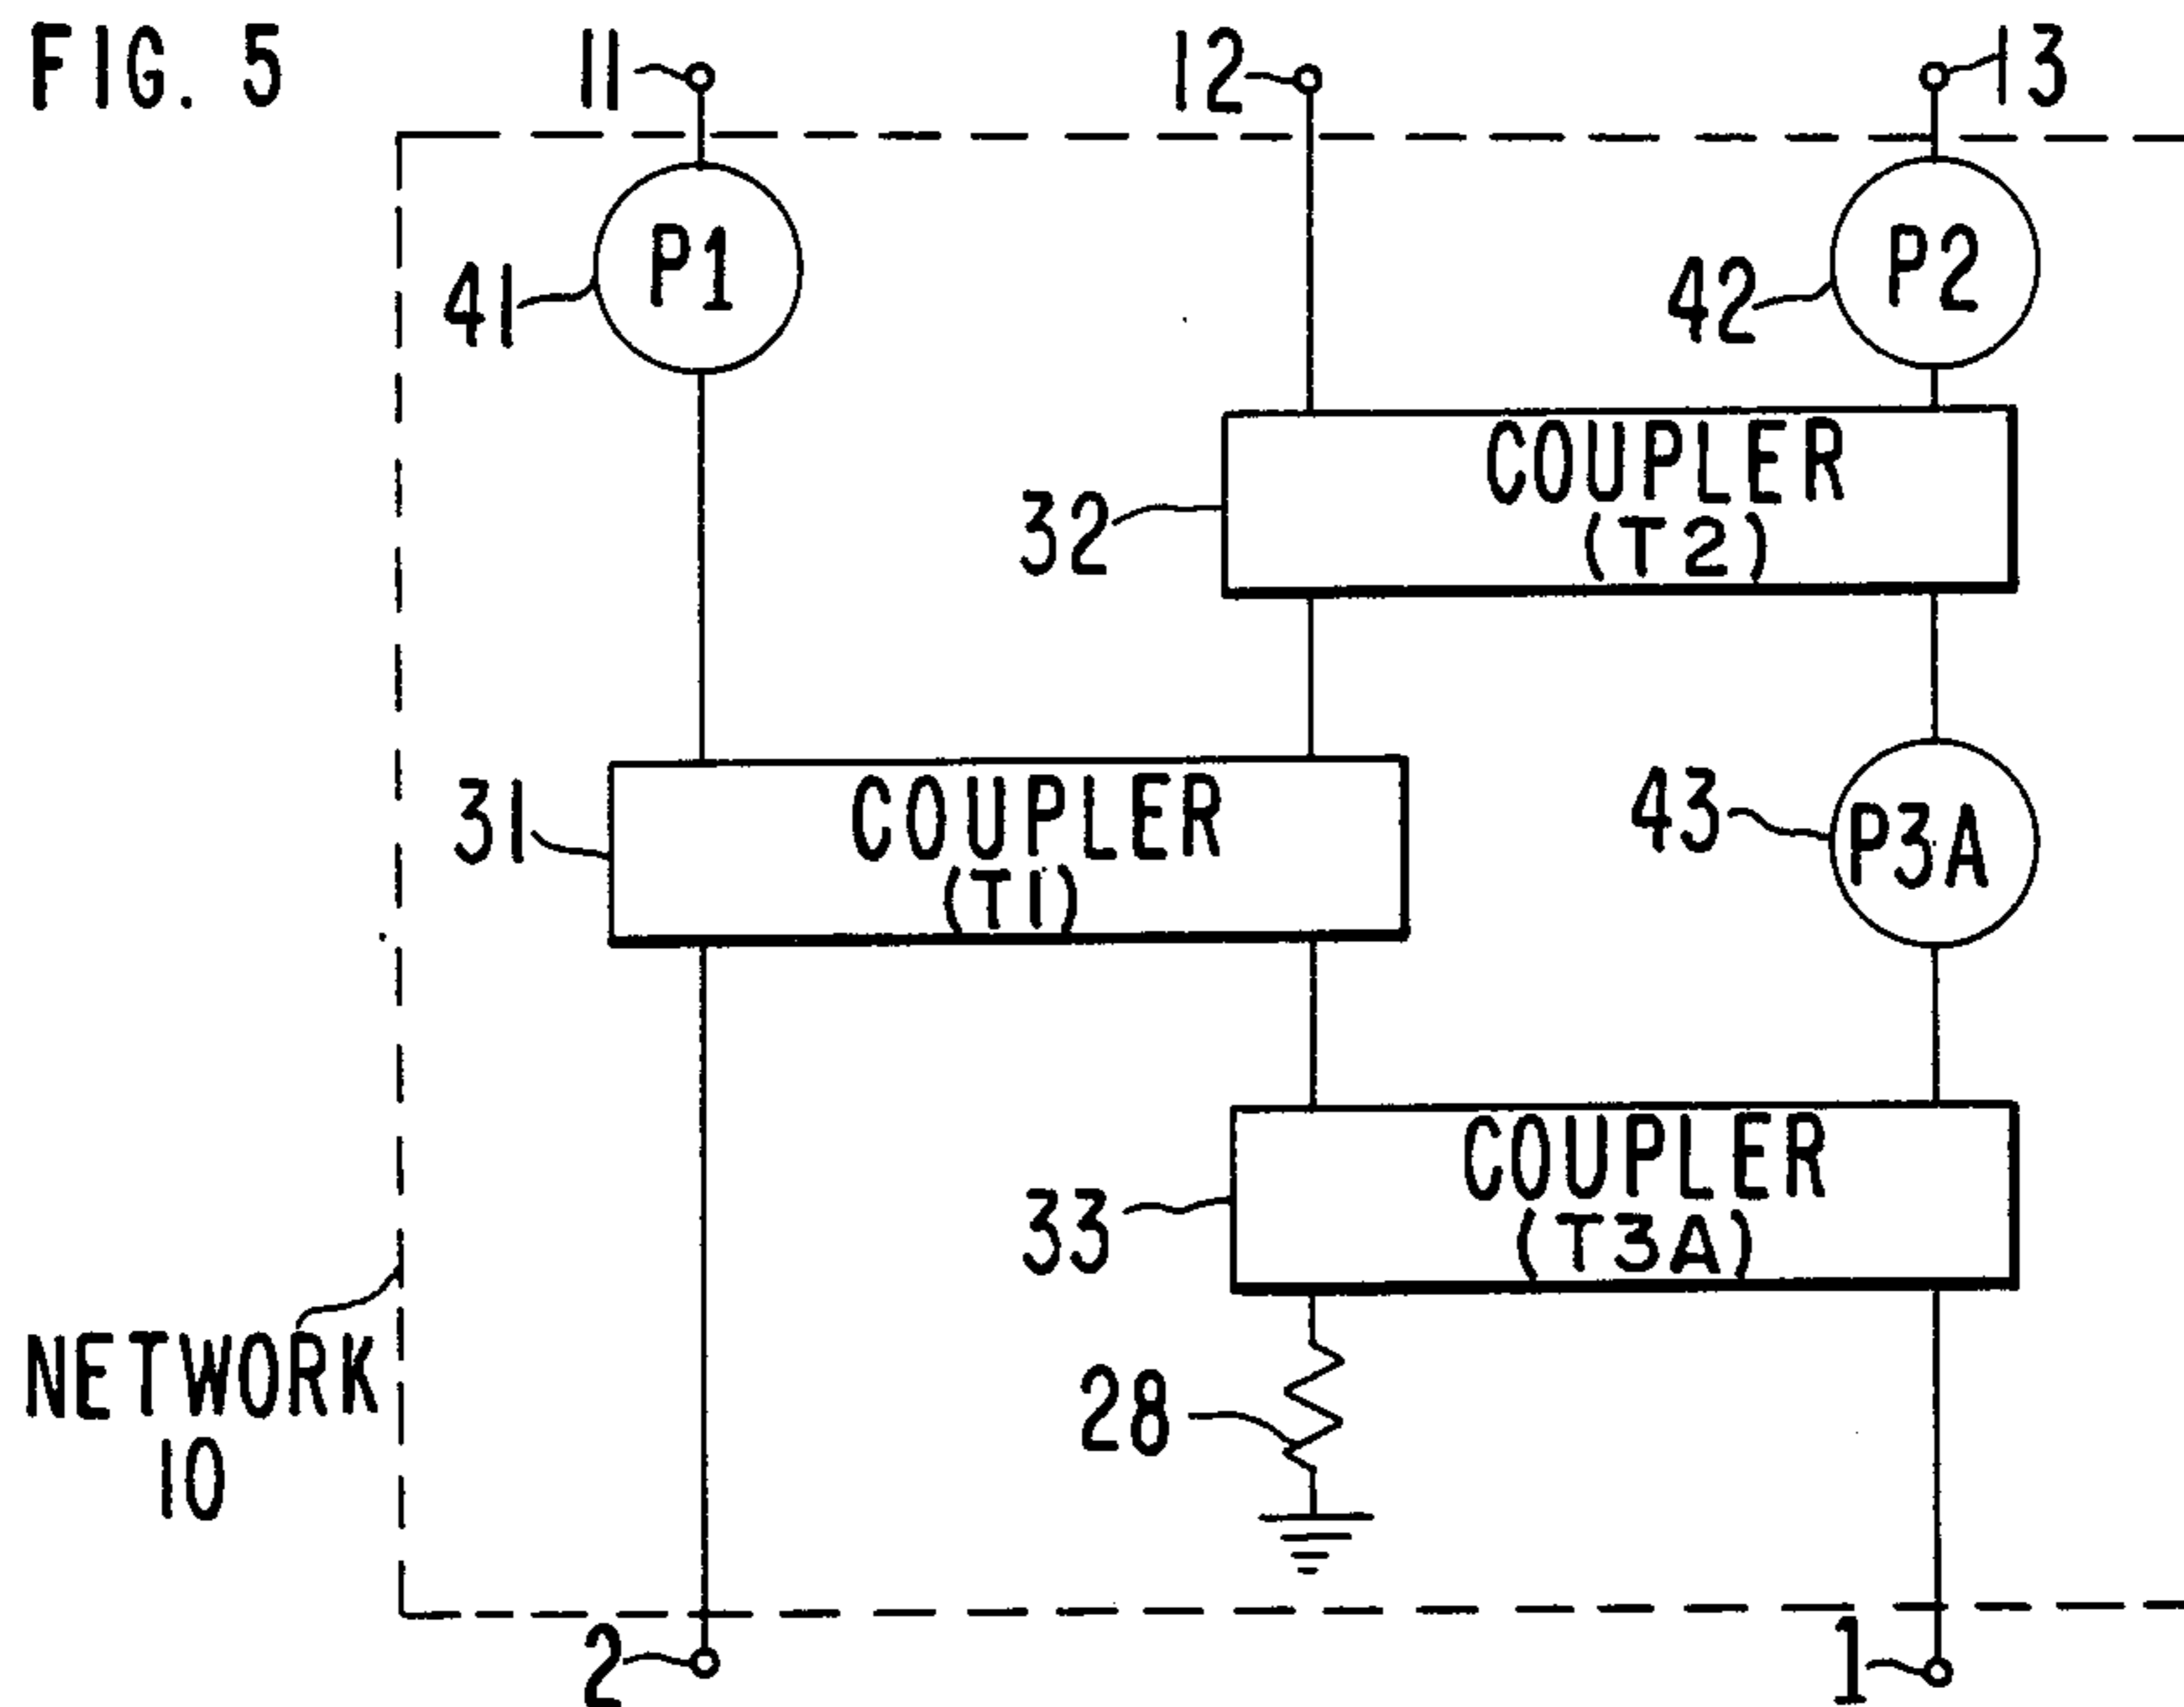 FIG. 5
11
12
13
P1
41
P2
42
COUPLER
(T2)
32
31
COUPLER
(T1)
43
P3A
COUPLER
(T3A)
33
NETWORK
10
28
2
1